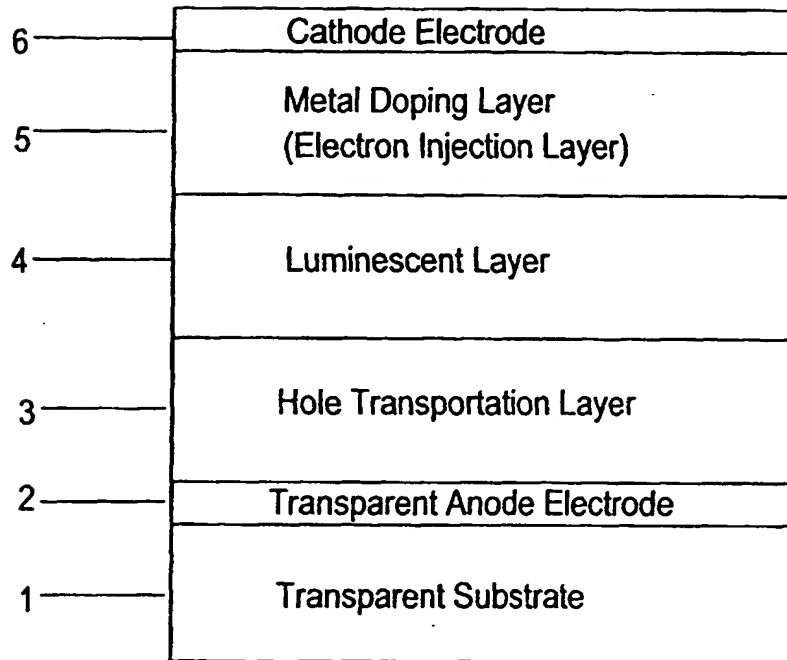 6 Cathode Electrode
5 Metal Doping Layer
(Electron Injection Layer)
4 Luminescent Layer
3 Hole Transportation Layer
2 Transparent Anode Electrode
1 Transparent Substrate